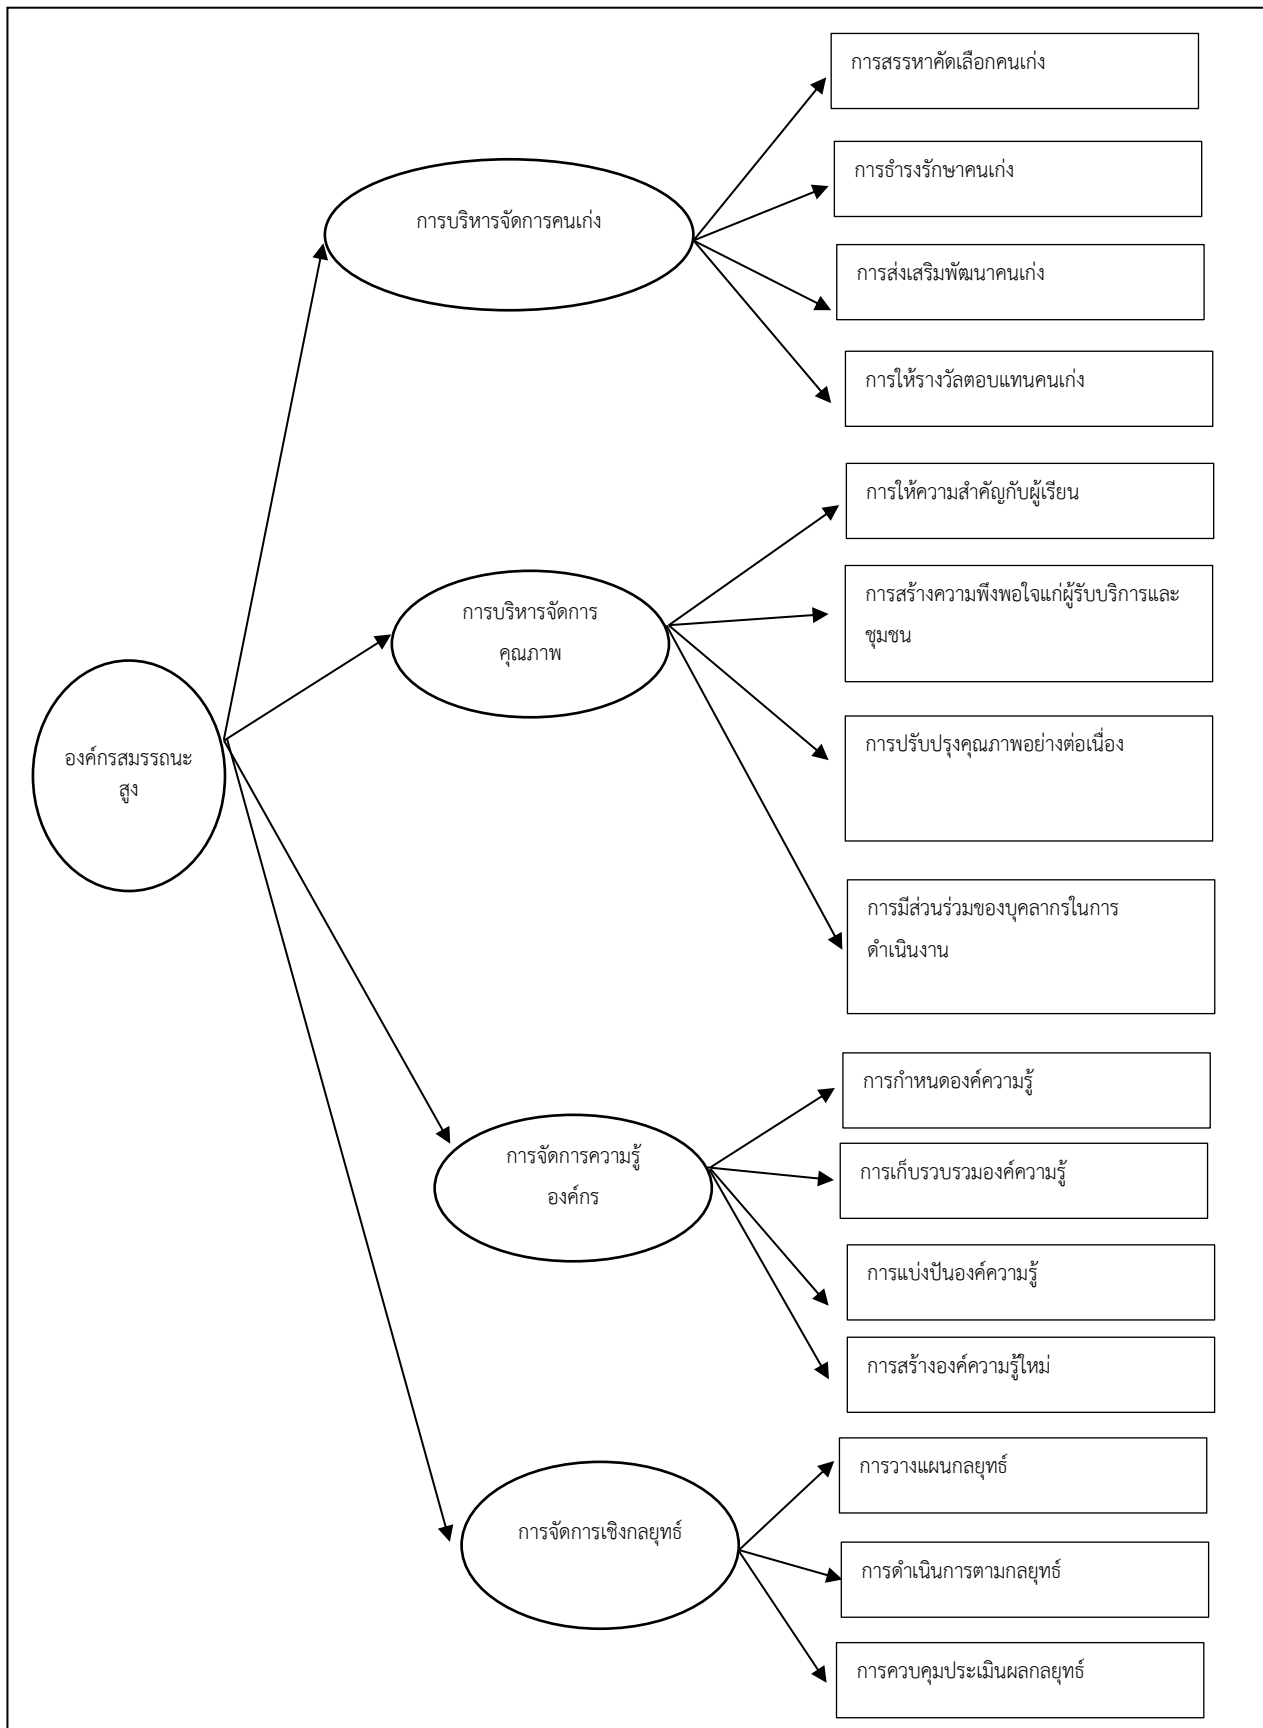 องค์กรสมรรถนะ
สูง
การบริหารจัดการคนเก่ง
การสรรหาคัดเลือกคนเก่ง
การธำรงรักษาคนเก่ง
การส่งเสริมพัฒนาคนเก่ง
การให้รางวัลตอบแทนคนเก่ง
การบริหารจัดการ
คุณภาพ
การให้ความสำคัญกับผู้เรียน
การสร้างความพึงพอใจแก่ผู้รับบริการและ
ชุมชน
การปรับปรุงคุณภาพอย่างต่อเนื่อง
การมีส่วนร่วมของบุคลากรในการ
ดำเนินงาน
การจัดการความรู้
องค์กร
การกำหนดองค์ความรู้
การเก็บรวบรวมองค์ความรู้
การแบ่งปันองค์ความรู้
การสร้างองค์ความรู้ใหม่
การจัดการเชิงกลยุทธ์
การวางแผนกลยุทธ์
การดำเนินการตามกลยุทธ์
การควบคุมประเมินผลกลยุทธ์